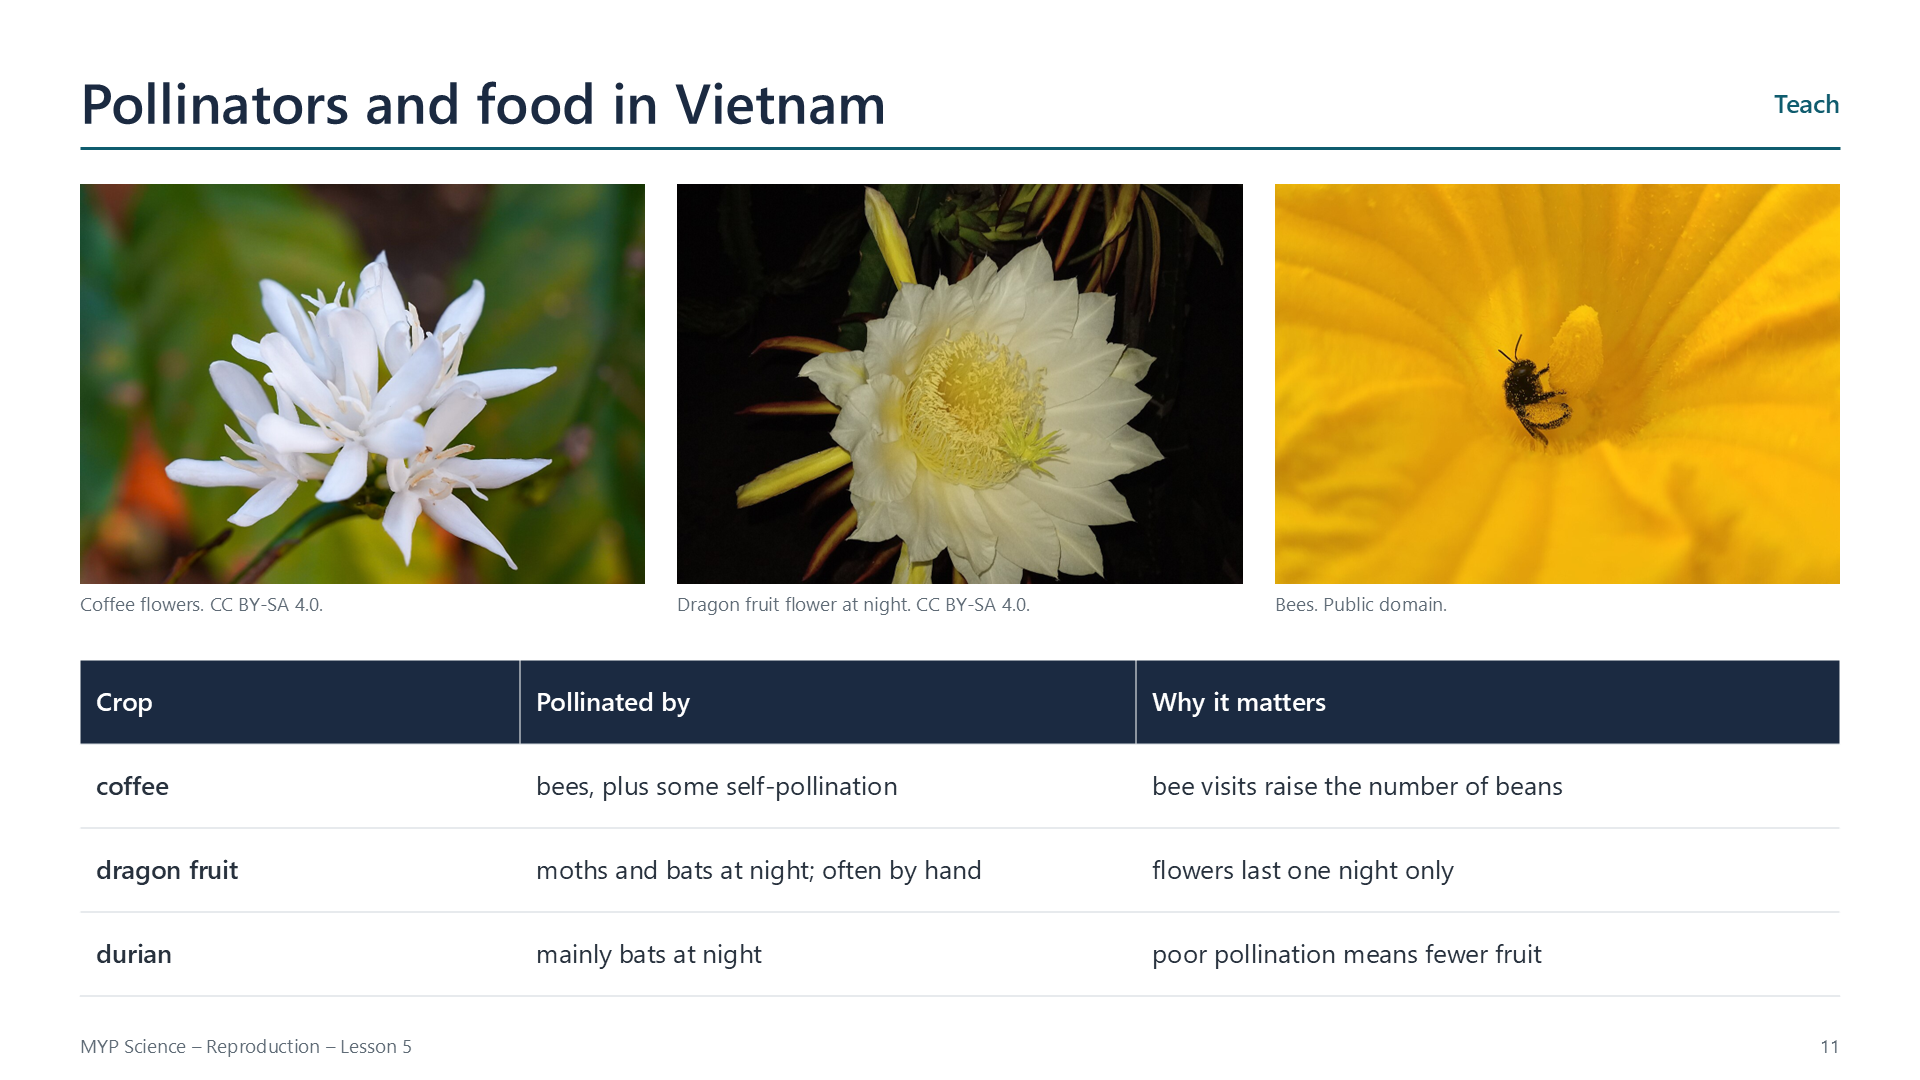 Pollinators and food in Vietnam
Teach
Coffee flowers. CC BY-SA 4.0.
Dragon fruit flower at night. CC BY-SA 4.0.
Bees. Public domain.
Crop
Pollinated by
Why it matters
coffee
bees, plus some self-pollination
bee visits raise the number of beans
dragon fruit
moths and bats at night; often by hand
flowers last one night only
durian
mainly bats at night
poor pollination means fewer fruit
MYP Science – Reproduction – Lesson 5
11